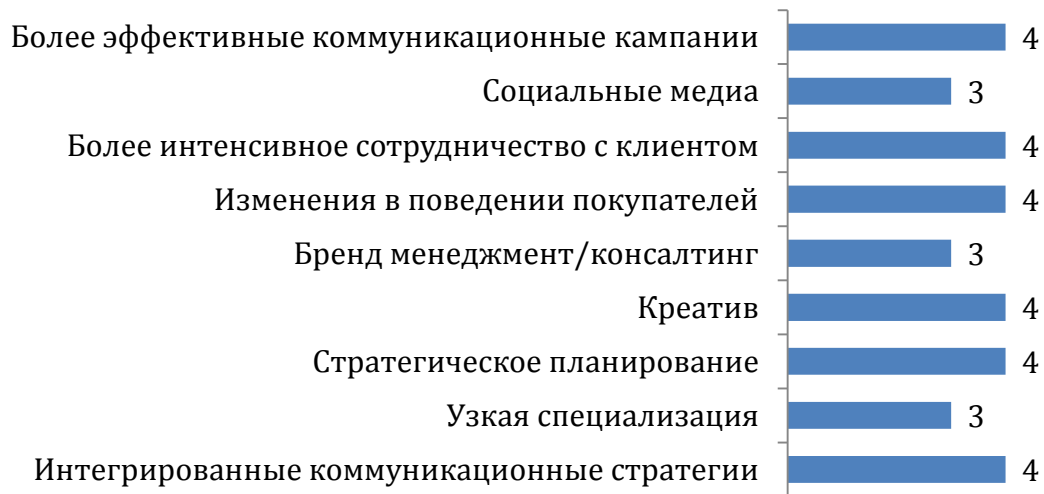 Более эффективные коммуникационные кампании 4
Социальные медиа 3
Более интенсивное сотрудничество с клиентом 4
Изменения в поведении покупателей 4
Бренд менеджмент/консалтинг 3
Креатив 4
Стратегическое планирование 4
Узкая специализация 3
Интегрированные коммуникационные стратегии 4